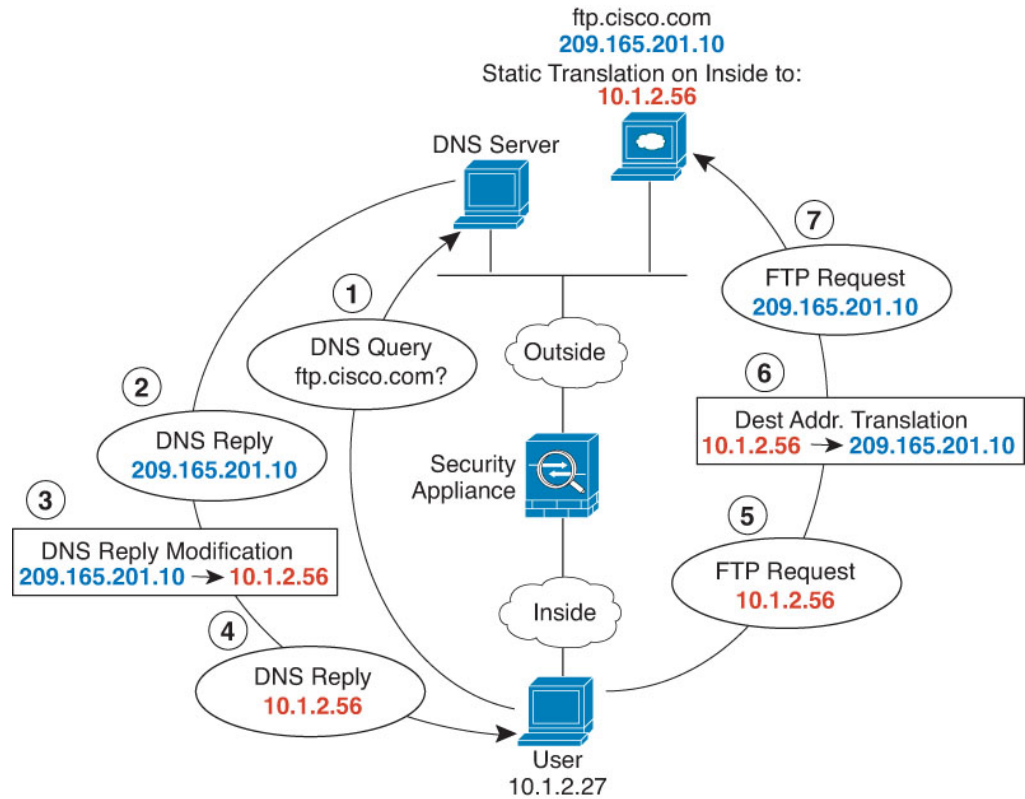 ftp.cisco.com
209.165.201.10
Static Translation on Inside to:
10.1.2.56
DNS Server
7
FTP Request
209.165.201.10
1
DNS Query
ftp.cisco.com?
Outside
6
Dest Addr. Translation
10.1.2.56 → 209.165.201.10
2
DNS Reply
209.165.201.10
Security
Appliance
3
DNS Reply Modification
209.165.201.10 → 10.1.2.56
5
FTP Request
10.1.2.56
Inside
4
DNS Reply
10.1.2.56
User
10.1.2.27